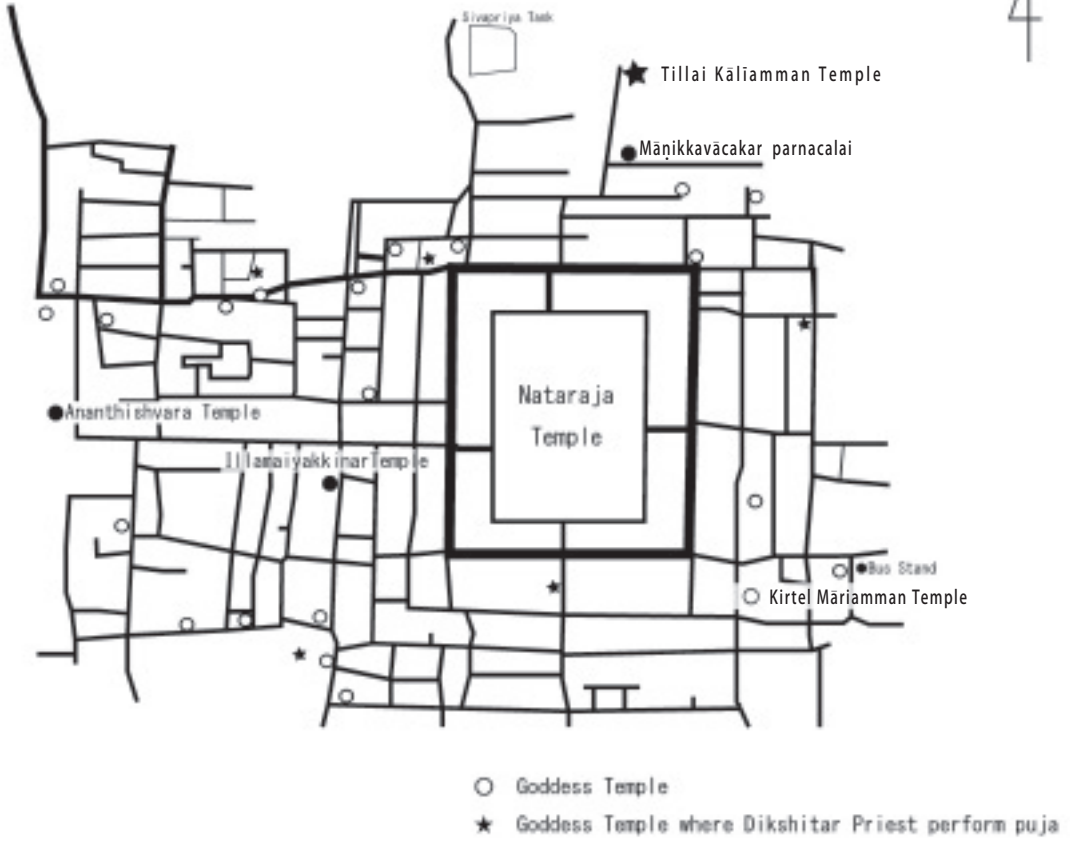 Sivapriya Tank
Tillai Kālīamman Temple
Māṇikkavācakar parnacalai
Nataraja
Temple
Ananthishvara Temple
IllamaiyakkinarTemple
Bus Stand
Kirtel Māriamman Temple
Goddess Temple
Goddess Temple where Dikshitar Priest perform puja